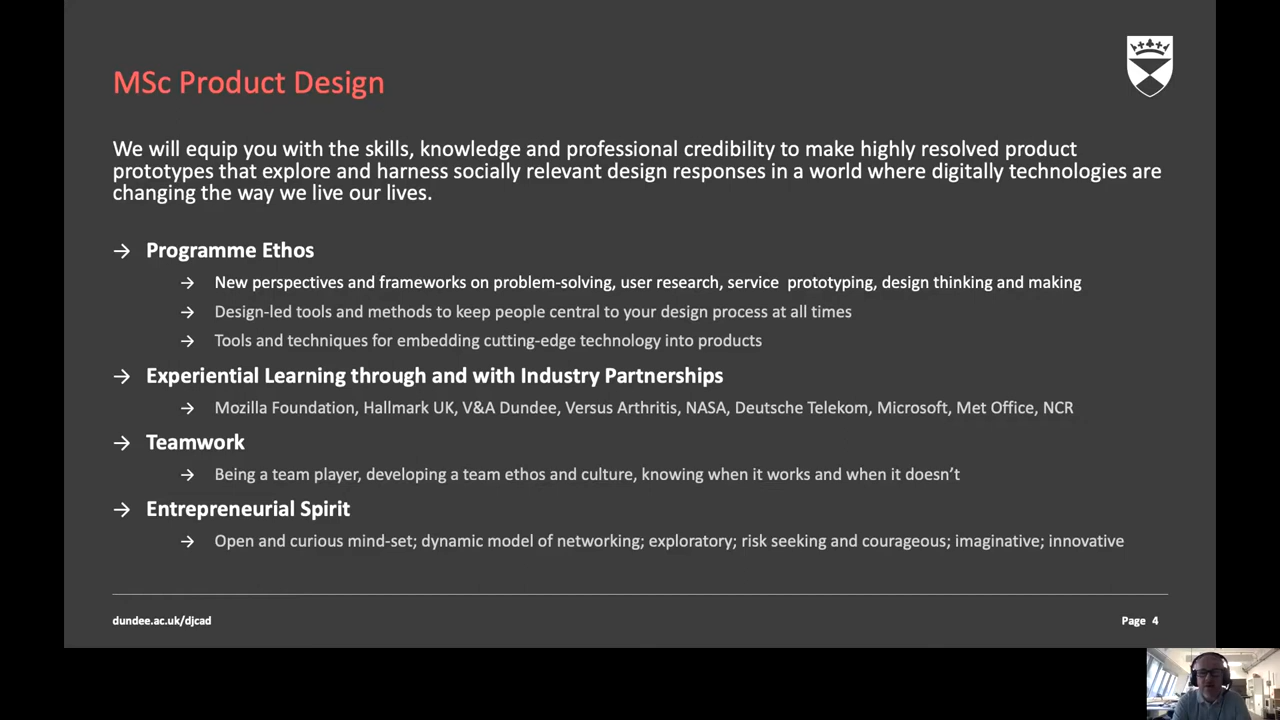 MSc Product Design
We will equip you with the skills, knowledge and professional credibility to make highly resolved product
prototypes that explore and harness socially relevant design responses in a world where digitally technologies are
changing the way we live our lives.
→ Programme Ethos
→ New perspectives and frameworks on problem-solving, user research, service prototyping, design thinking and making
→ Design-led tools and methods to keep people central to your design process at all times
→ Tools and techniques for embedding cutting-edge technology into products
→ Experiential Learning through and with Industry Partnerships
→ Mozilla Foundation, Hallmark UK, V&A Dundee, Versus Arthritis, NASA, Deutsche Telekom, Microsoft, Met Office, NCR
→ Teamwork
→ Being a team player, developing a team ethos and culture, knowing when it works and when it doesn’t
→ Entrepreneurial Spirit
→ Open and curious mind-set; dynamic model of networking; exploratory; risk seeking and courageous; imaginative; innovative
dundee.ac.uk/djcad
Page 4